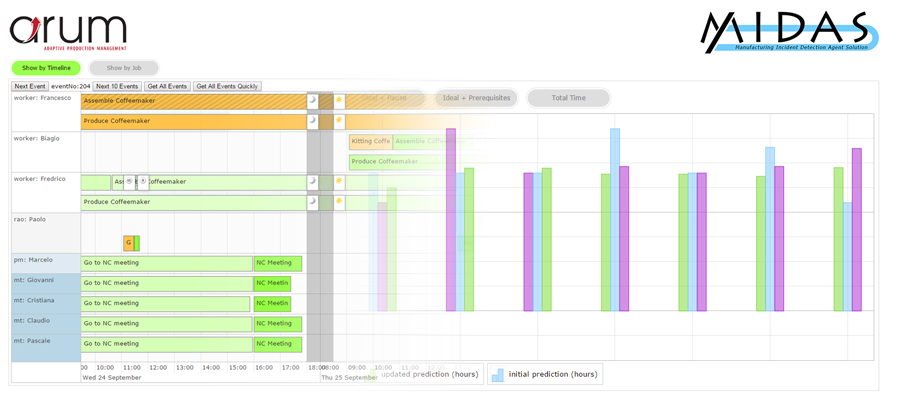 arum
ADAPTIVE PRODUCTION MANAGEMENT
MIDAS
Manufacturing Incident Detection Agent Solution
Show by Timeline
Show by Job
Next Event
eventNo:204
Next 10 Events
Get All Events
Get All Events Quickly
worker: Francesco
Assemble Coffeemaker
Ideal + Pauses
Ideal + Prerequisites
Total Time
Produce Coffeemaker
worker: Biagio
Kitting Coffe
Assemble Coffeemaker
Produce Coffeemaker
worker: Fredrico
Coffeemaker
Produce Coffeemaker
rao: Paolo
G
pm: Marcelo
Go to NC meeting
NC Meeting
mt: Giovanni
Go to NC meeting
NC Meetin
mt: Cristiana
Go to NC meeting
NC Meetin
mt: Claudio
Go to NC meeting
NC Meeting
mt: Pascale
Go to NC meeting
NC Meeting
00 10:00 11:00 12:00 13:00 14:00 15:00 16:00 17:00 18:00 08:00 09:00 10:00 11:00
Wed 24 September
Thu 25 September
updated prediction (hours)
initial prediction (hours)